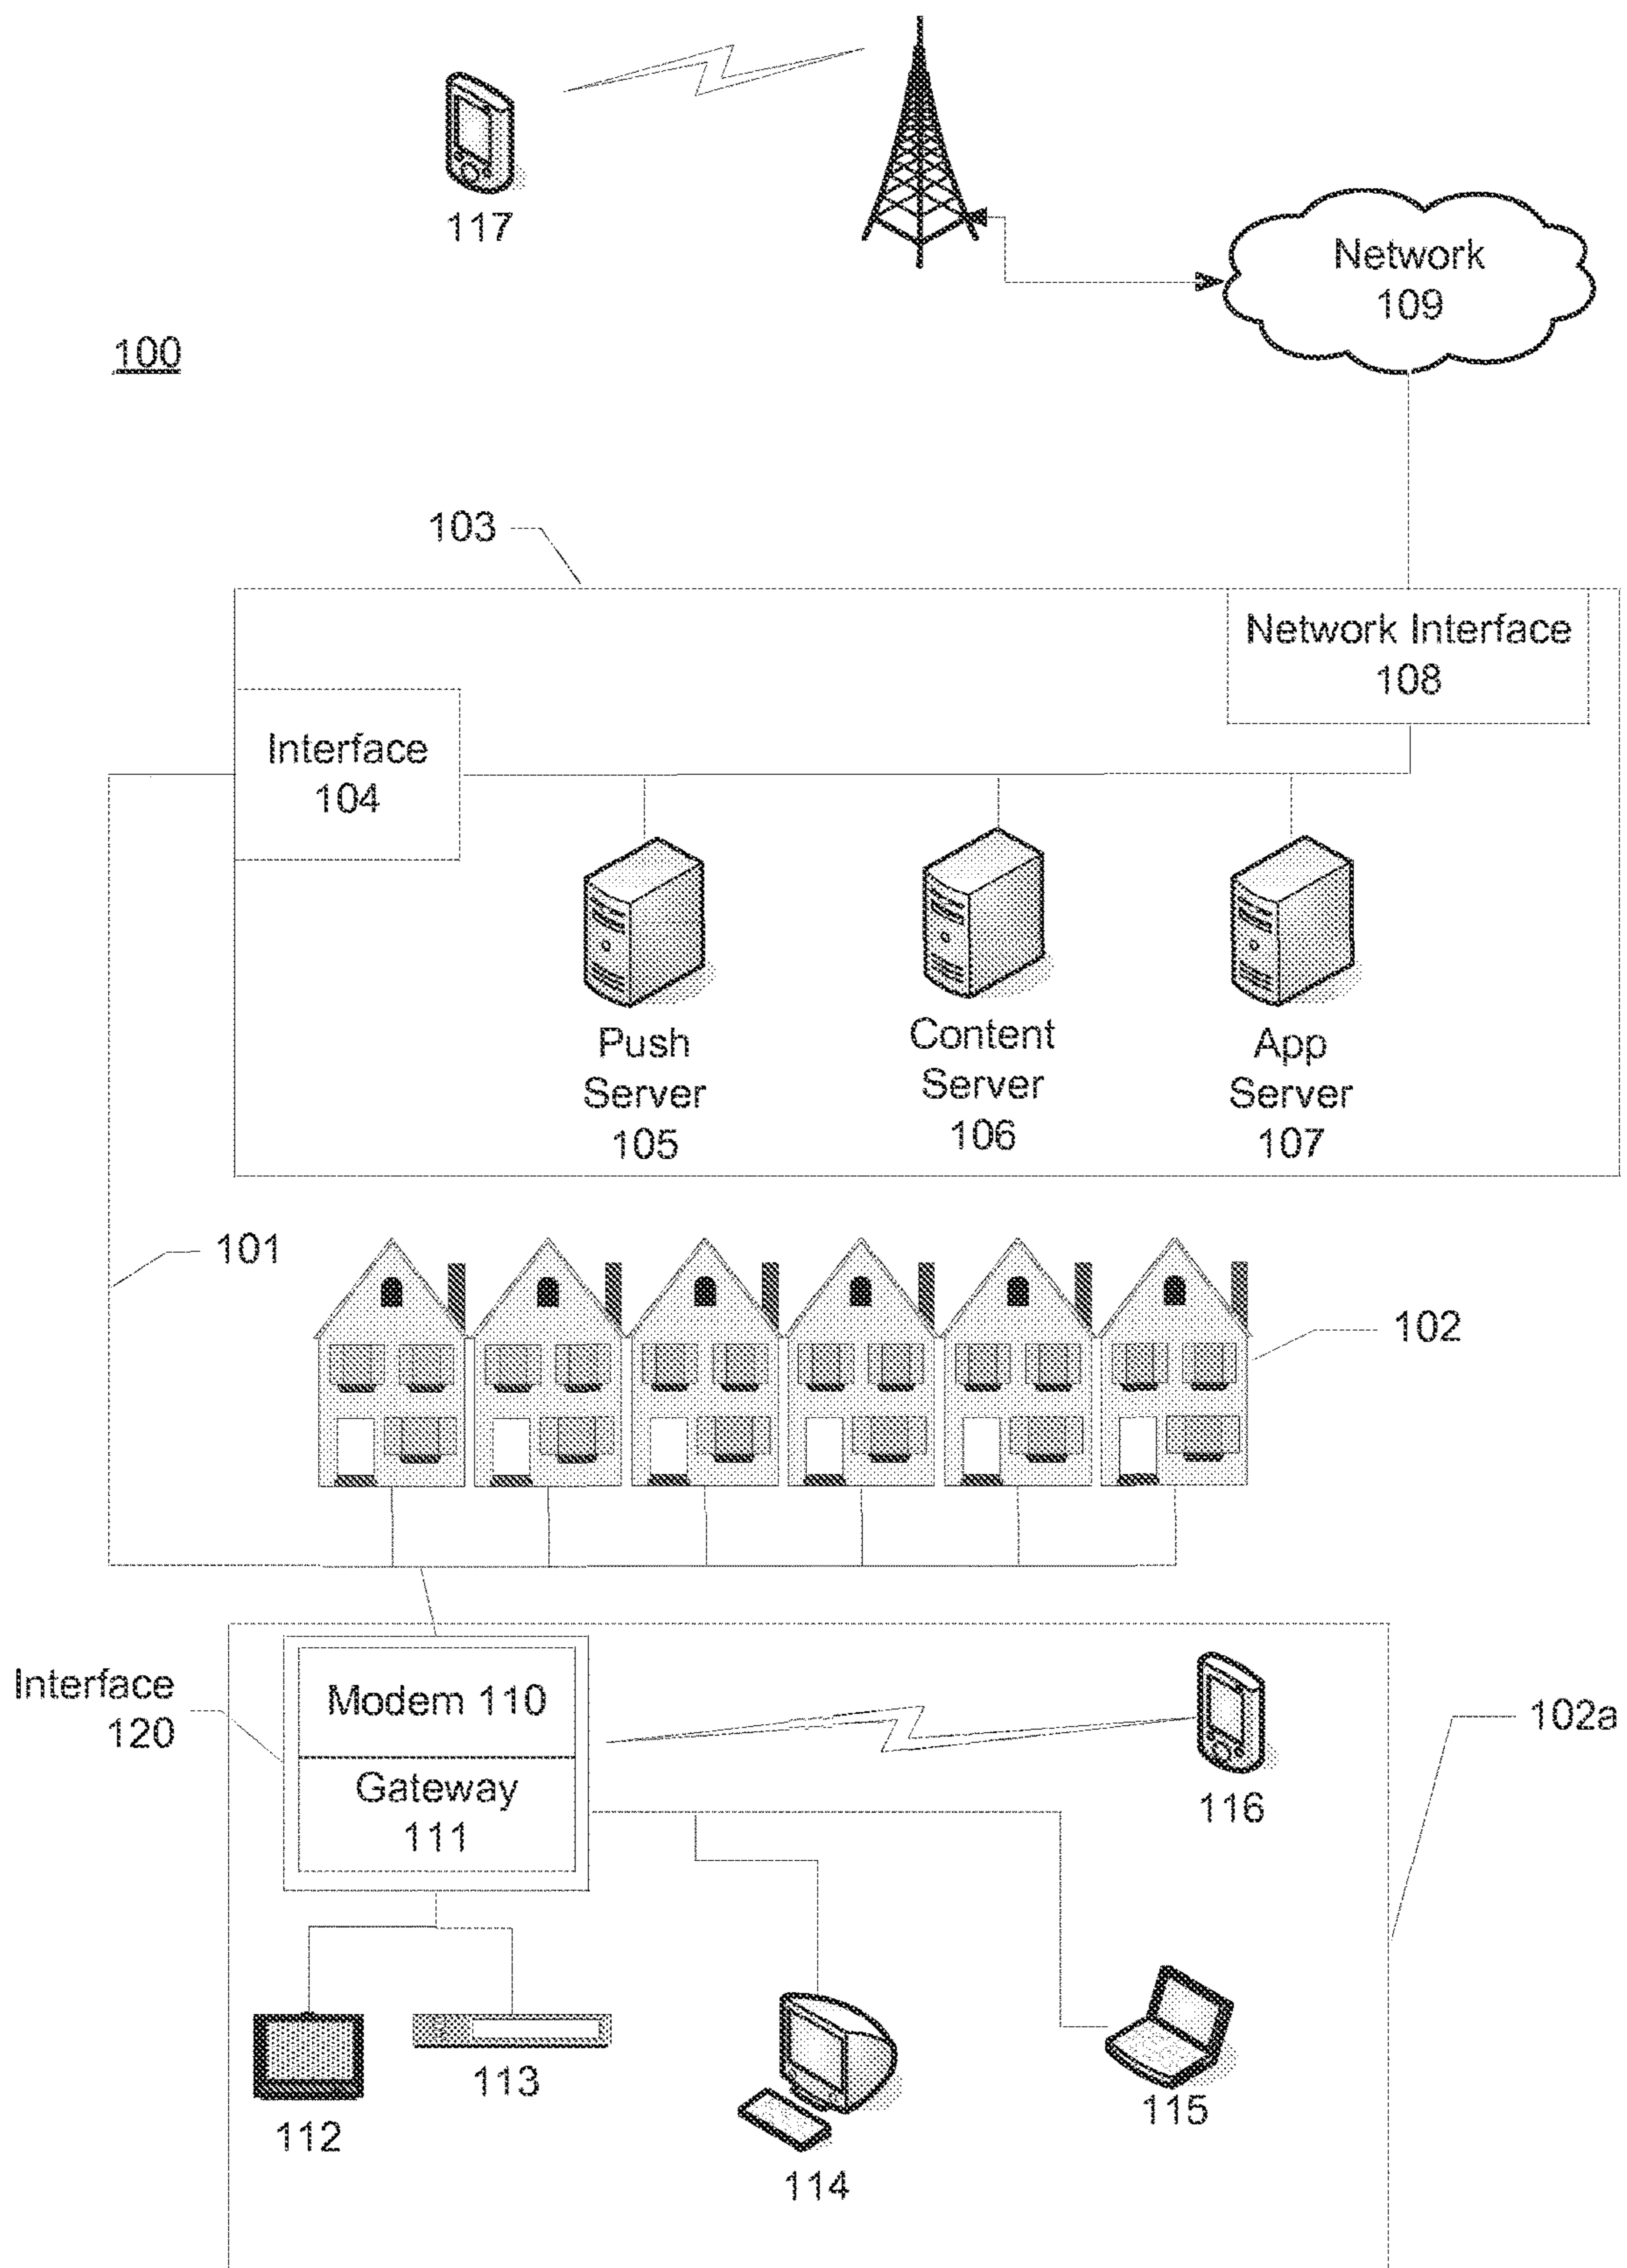 117
Network
109
100
103
Network Interface
108
Interface
104
Push
Server
105
Content
Server
106
App
Server
107
101
102
Interface
120
Modem 110
Gateway
111
116
102a
112
113
114
115